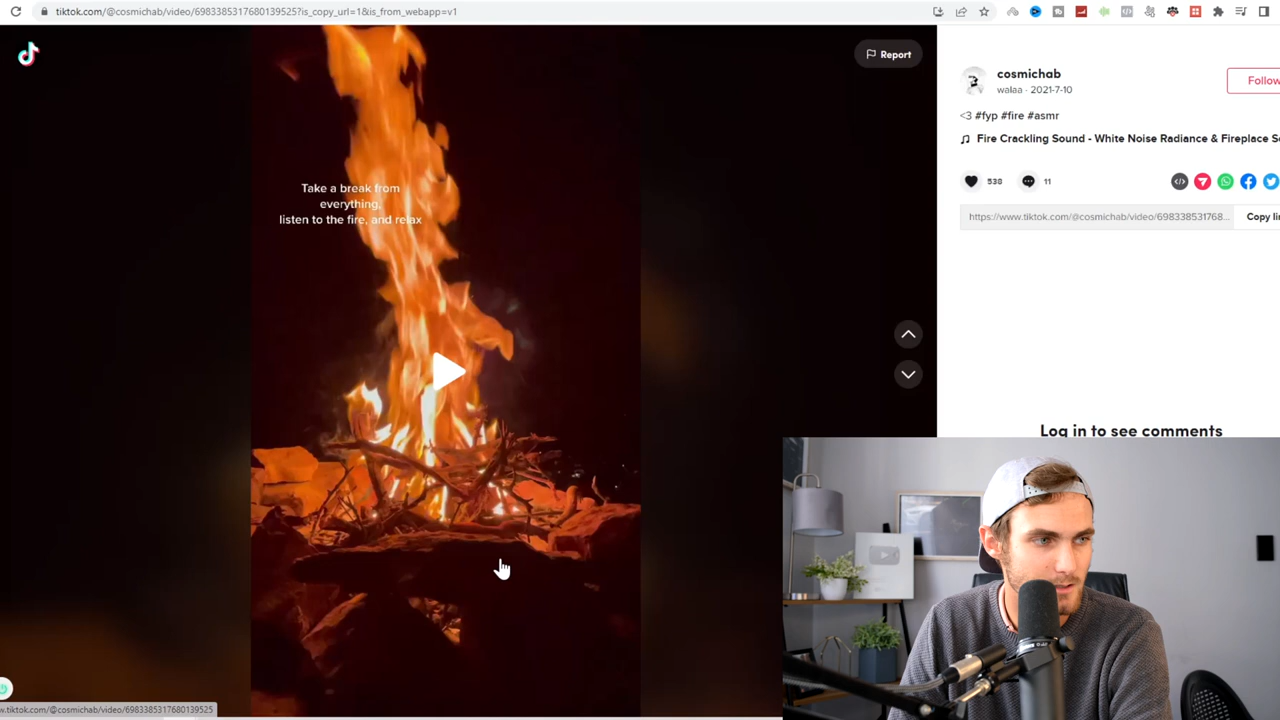 tiktok.com/@cosmichab/video/6983385317680139525?is_copy_url=1&is_from_webapp=v1
Report
Take a break from
everything,
listen to the fire, and relax
cosmichab
walaa · 2021-7-10
<3 #fyp #fire #asmr
Fire Crackling Sound - White Noise Radiance & Fireplace S
538
11
https://www.tiktok.com/@cosmichab/video/698338531768...
Copy li
Follow
Log in to see comments
w.tiktok.com/@cosmichab/video/6983385317680139525